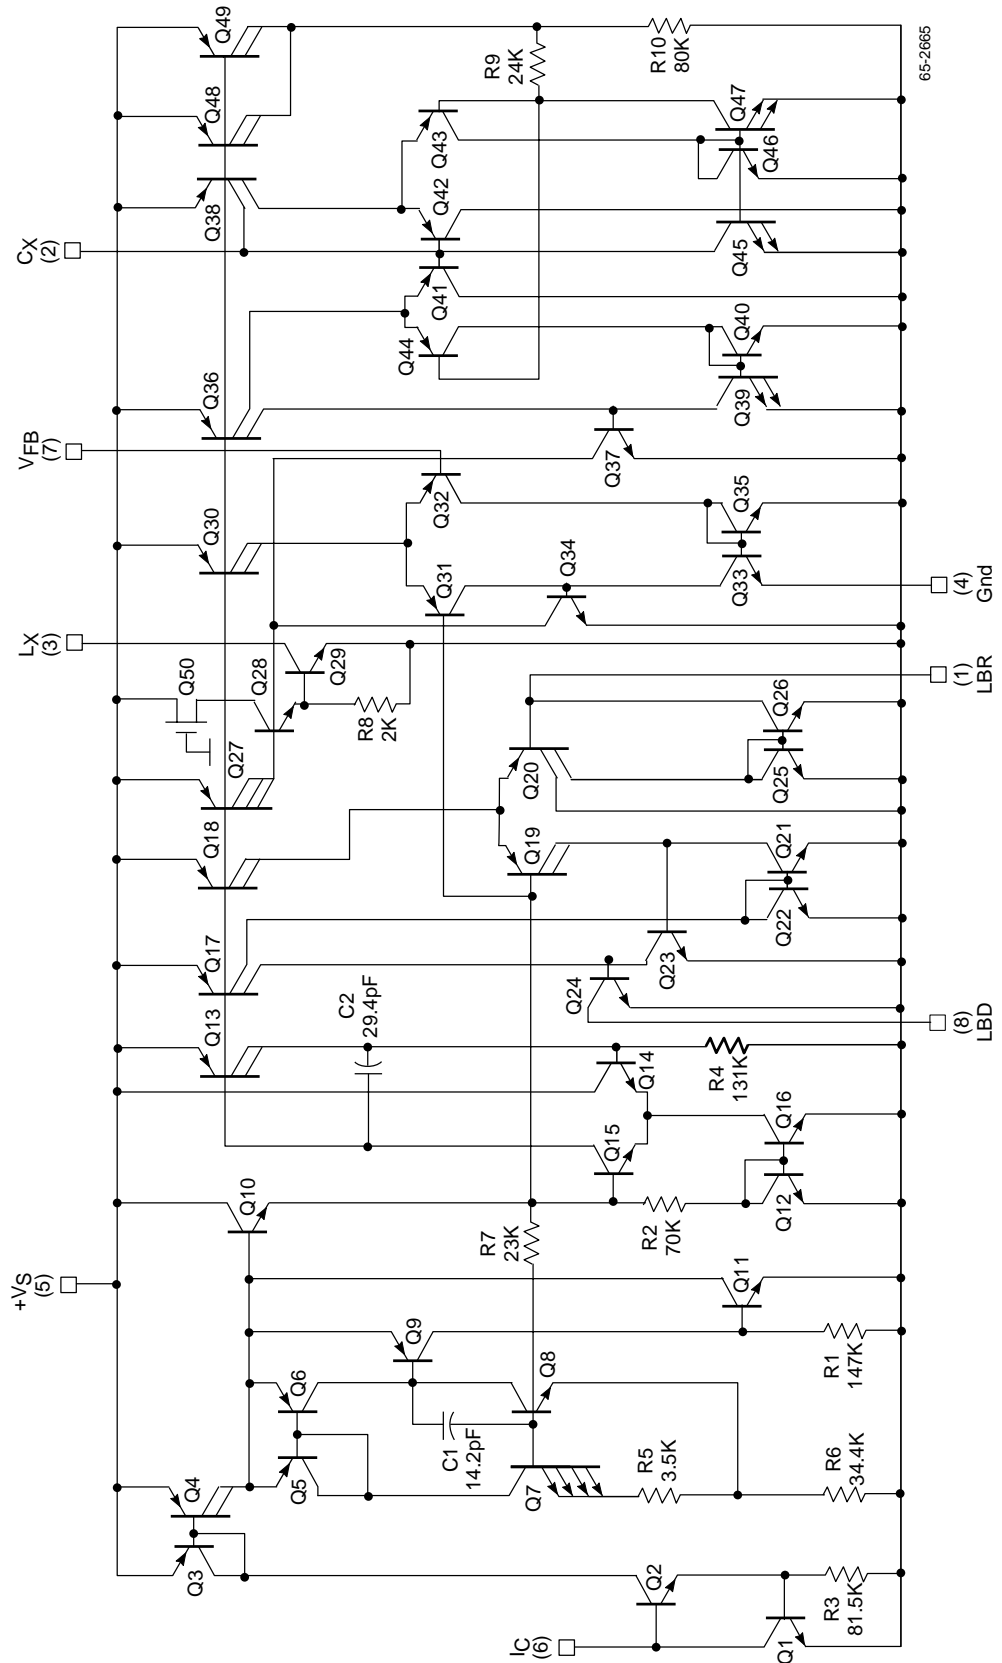 +VS
(5)
CX
(2)
VFB
(7)
LX
(3)
IC
(6)
Q3
Q4
Q10
Q13
Q17
Q18
Q27
Q50
Q28
Q30
Q36
Q38
Q48
Q49
Q5
Q6
Q9
C1
14.2pF
C2
29.4pF
Q29
R8
2K
Q31
Q32
Q44
Q41
Q42
Q43
R9
24K
R10
80K
Q7
Q8
R7
23K
Q15
Q14
Q24
Q23
Q19
Q20
Q34
Q37
Q2
R5
3.5K
Q11
R2
70K
R4
131K
Q1
R3
81.5K
R6
34.4K
R1
147K
Q12
Q16
Q22
Q21
Q25
Q26
Q33
Q35
Q39
Q40
Q45
Q46
Q47
(8)
LBD
(1)
LBR
(4)
Gnd
65-2665